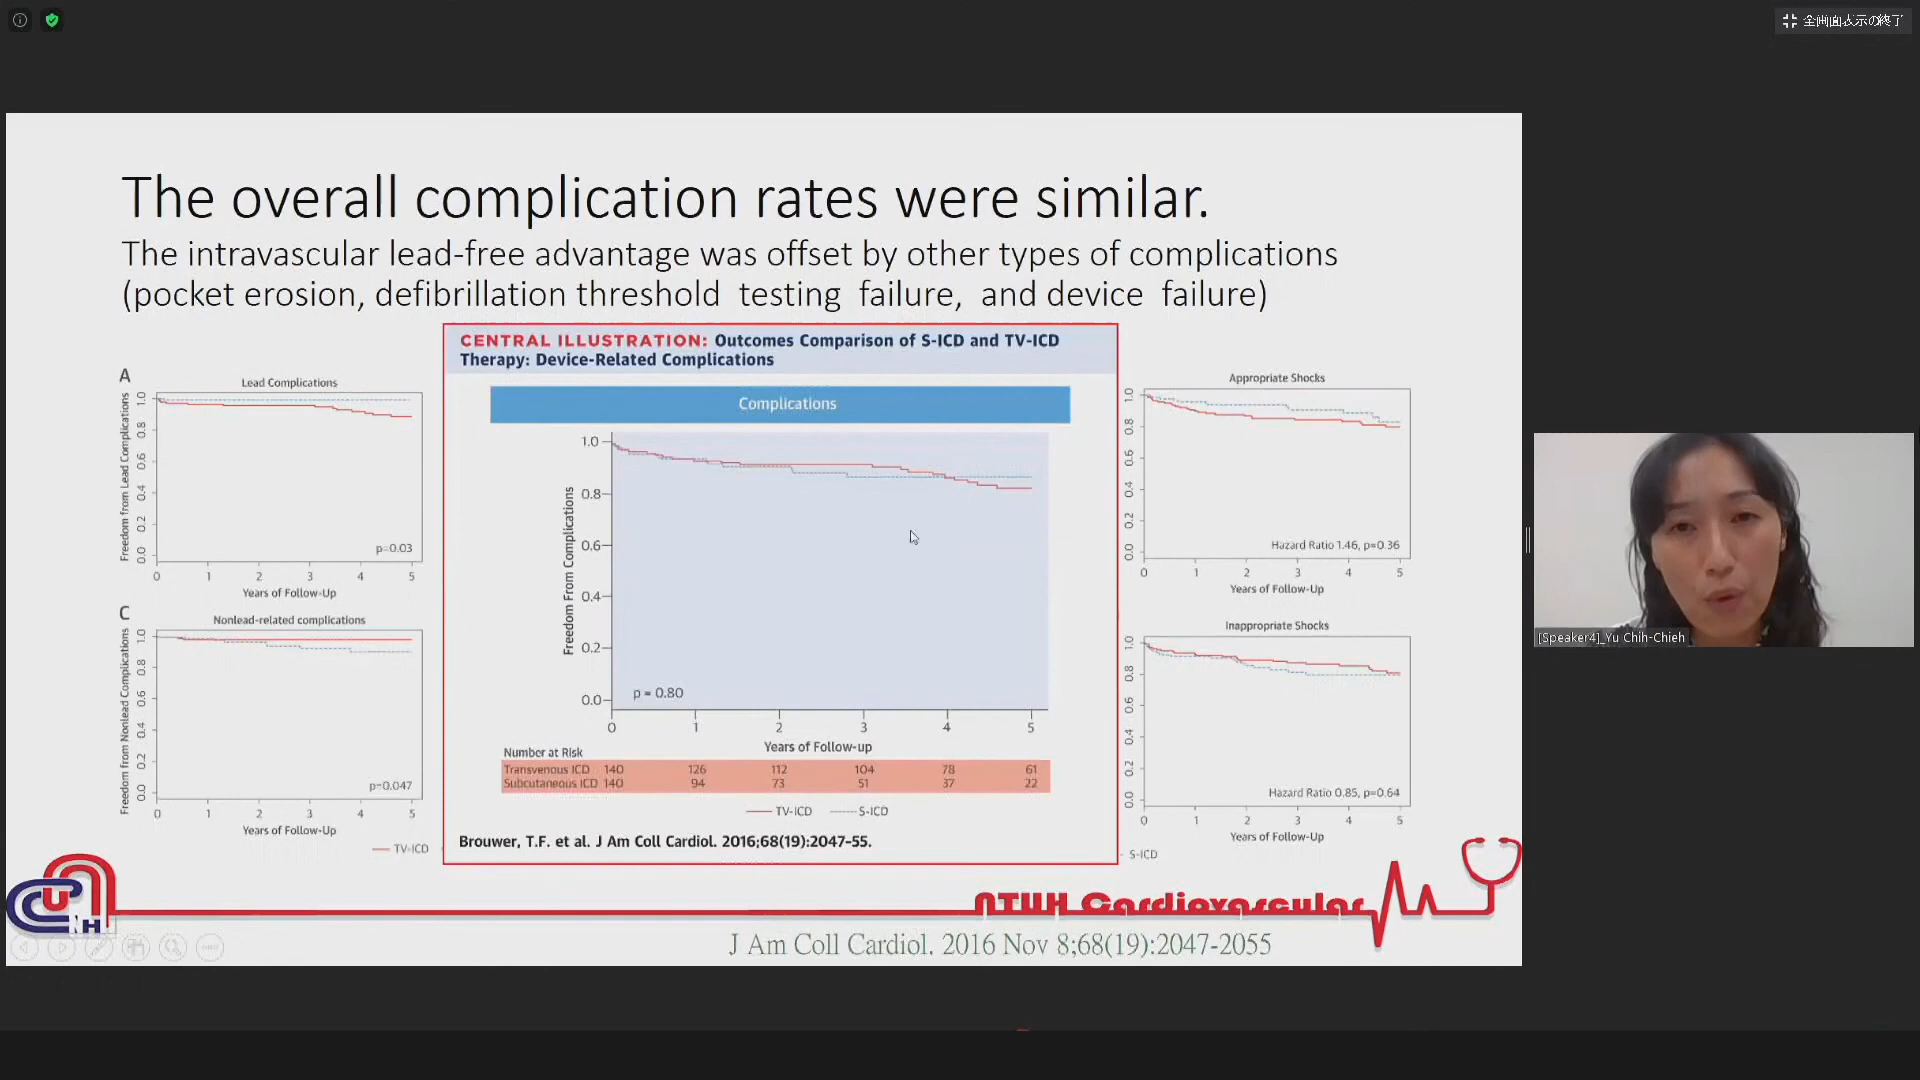 全画面表示の終了
The overall complication rates were similar.
The intravascular lead-free advantage was offset by other types of complications
(pocket erosion, defibrillation threshold testing failure, and device failure)
A
Lead Complications
Freedom from Lead Complications
1.0
0.8
0.6
0.4
0.2
0.0
p=0.03
0 1 2 3 4 5
Years of Follow-Up
C
Nonlead-related complications
Freedom from Nonlead Complications
1.0
0.8
0.6
0.4
0.2
0.0
p=0.047
0 1 2 3 4 5
Years of Follow-Up
TV-ICD
CENTRAL ILLUSTRATION: Outcomes Comparison of S-ICD and TV-ICD
Therapy: Device-Related Complications
Complications
Freedom From Complications
1.0
0.8
0.6
0.4
0.2
0.0
p = 0.80
0 1 2 3 4 5
Years of Follow-up
Number at Risk
Transvenous ICD 140 126 112 104 78 61
Subcutaneous ICD 140 94 73 51 37 22
TV-ICD S-ICD
Brouwer, T.F. et al. J Am Coll Cardiol. 2016;68(19):2047-55.
Appropriate Shocks
1.0
0.8
0.6
0.4
0.2
0.0
Hazard Ratio 1.46, p=0.36
0 1 2 3 4 5
Years of Follow-Up
Inappropriate Shocks
1.0
0.8
0.6
0.4
0.2
0.0
Hazard Ratio 0.85, p=0.64
0 1 2 3 4 5
Years of Follow-Up
S-ICD
[Speaker4]_Yu Chih-Chieh
NTUH Cardiovascular
J Am Coll Cardiol. 2016 Nov 8;68(19):2047-2055